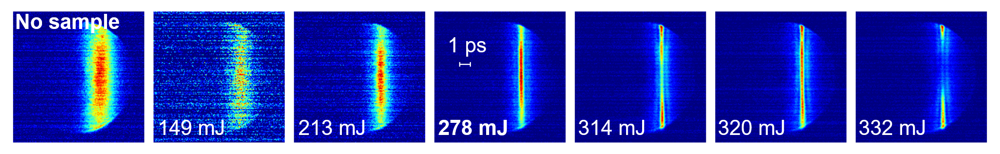 No sample
149 mJ
213 mJ
1 ps
278 mJ
314 mJ
320 mJ
332 mJ